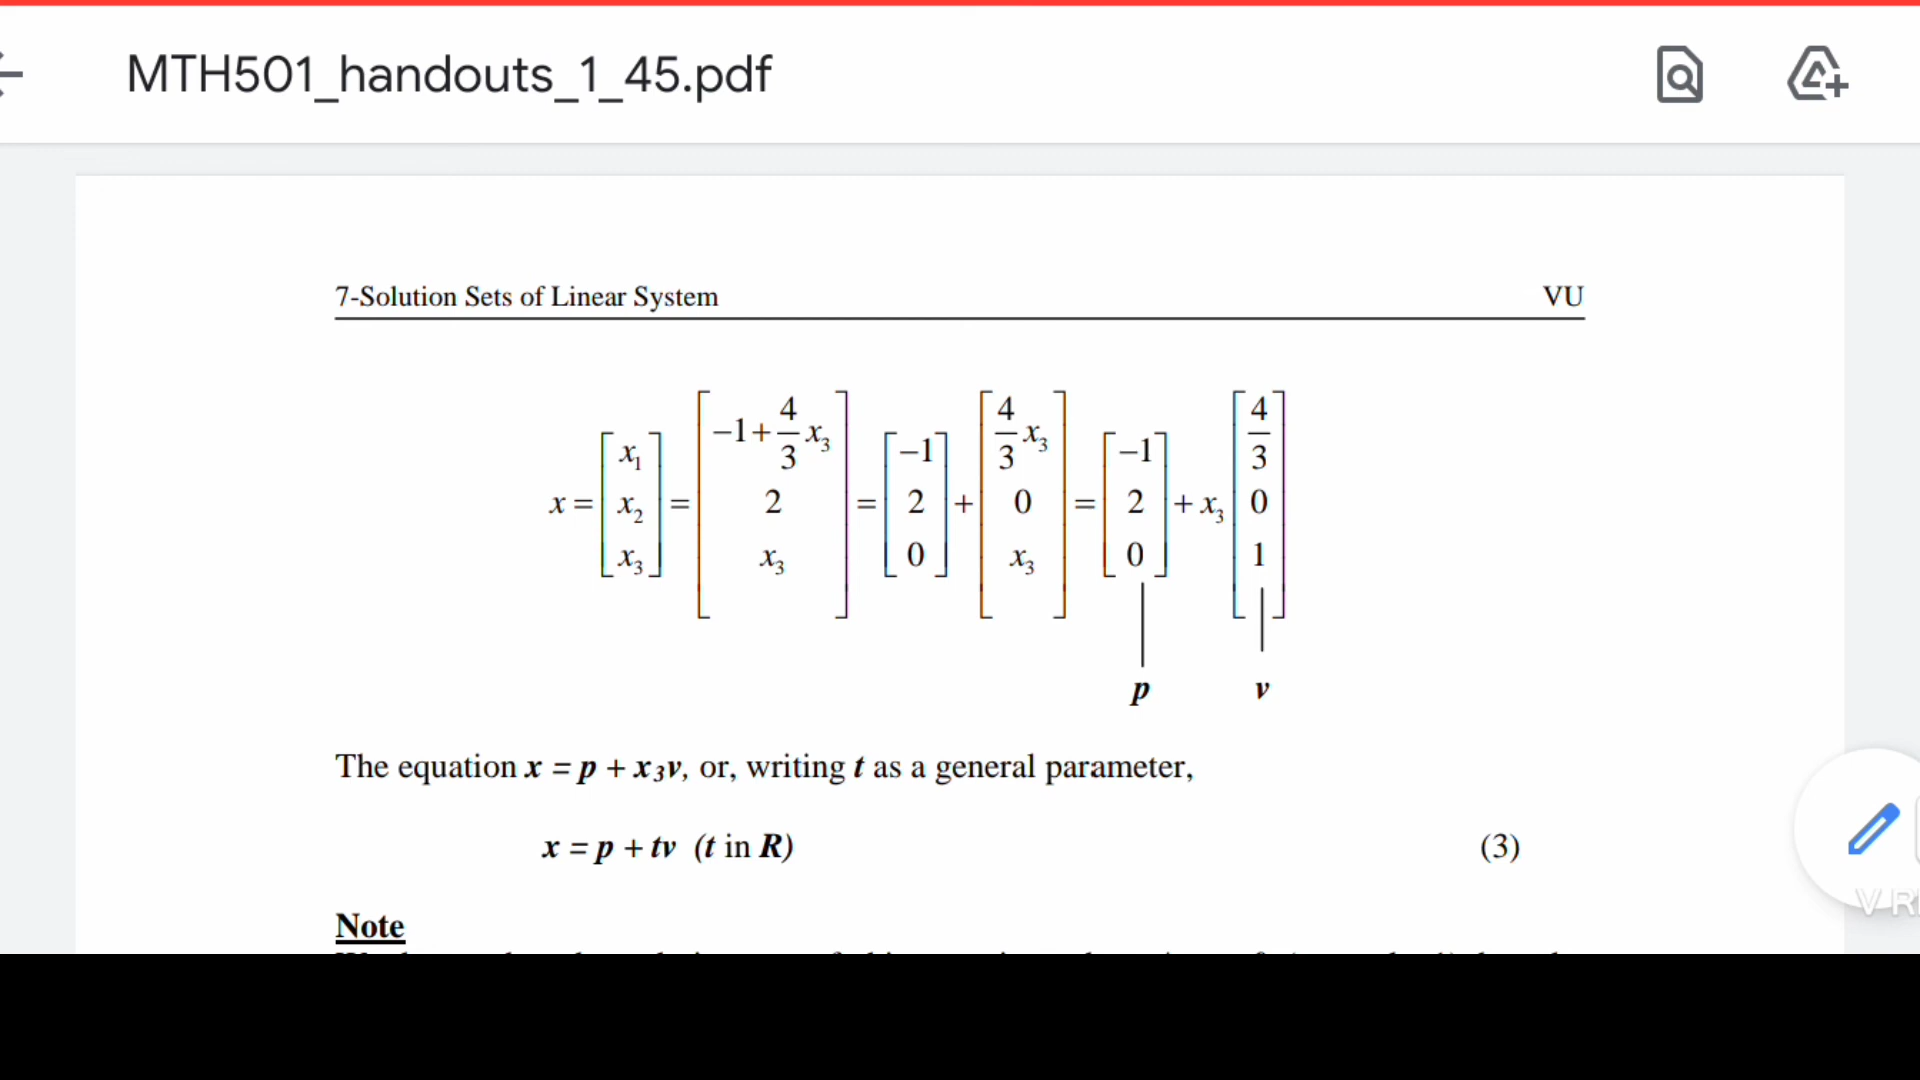 MTH501_handouts_1_45.pdf
7-Solution Sets of Linear System VU
x = [x₁ x₂ x₃] = [−1+4/3 x₃ 2 x₃] = [−1 2 0] + [4/3 x₃ 0 x₃] = [−1 2 0] + x₃ [4/3 0 1]
p v
The equation x = p + x₃v, or, writing t as a general parameter,
x = p + tv (t in R) (3)
Note